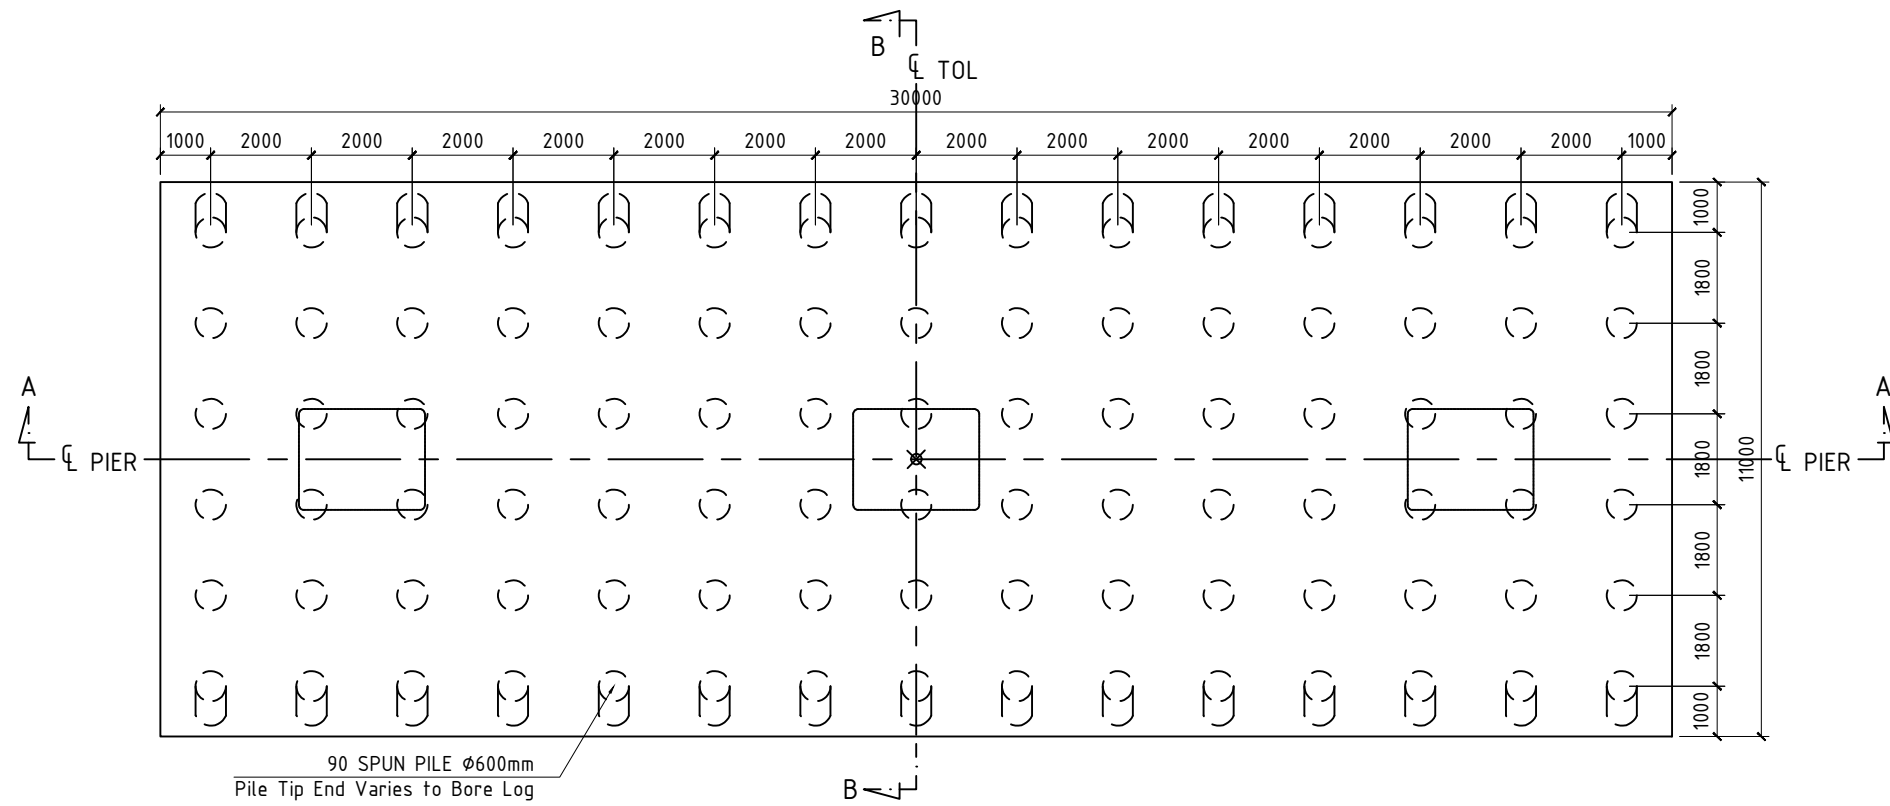 B
℄ TOL
30000
1000 2000 2000 2000 2000 2000 2000 2000 2000 2000 2000 2000 2000 2000 2000 1000
1000
1800
1800
1800
1800
1800
1000
11000
A
℄ PIER
A
℄ PIER
90 SPUN PILE Ø600mm
Pile Tip End Varies to Bore Log
B